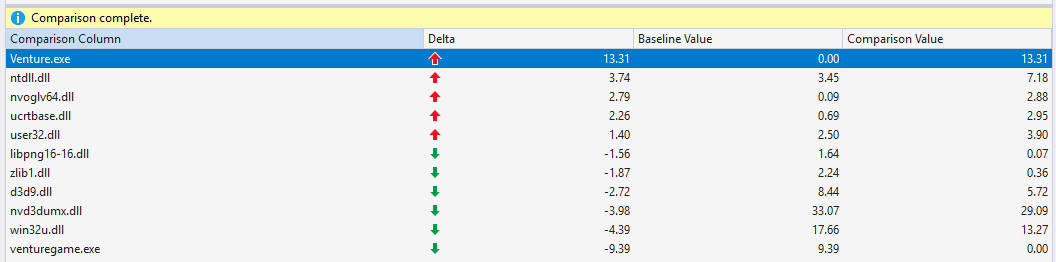 Comparison complete.
Comparison Column Delta Baseline Value Comparison Value
Venture.exe 13.31 0.00 13.31
ntdll.dll 3.74 3.45 7.18
nvoglv64.dll 2.79 0.09 2.88
ucrtbase.dll 2.26 0.69 2.95
user32.dll 1.40 2.50 3.90
libpng16-16.dll -1.56 1.64 0.07
zlib1.dll -1.87 2.24 0.36
d3d9.dll -2.72 8.44 5.72
nvd3dumx.dll -3.98 33.07 29.09
win32u.dll -4.39 17.66 13.27
venturegame.exe -9.39 9.39 0.00